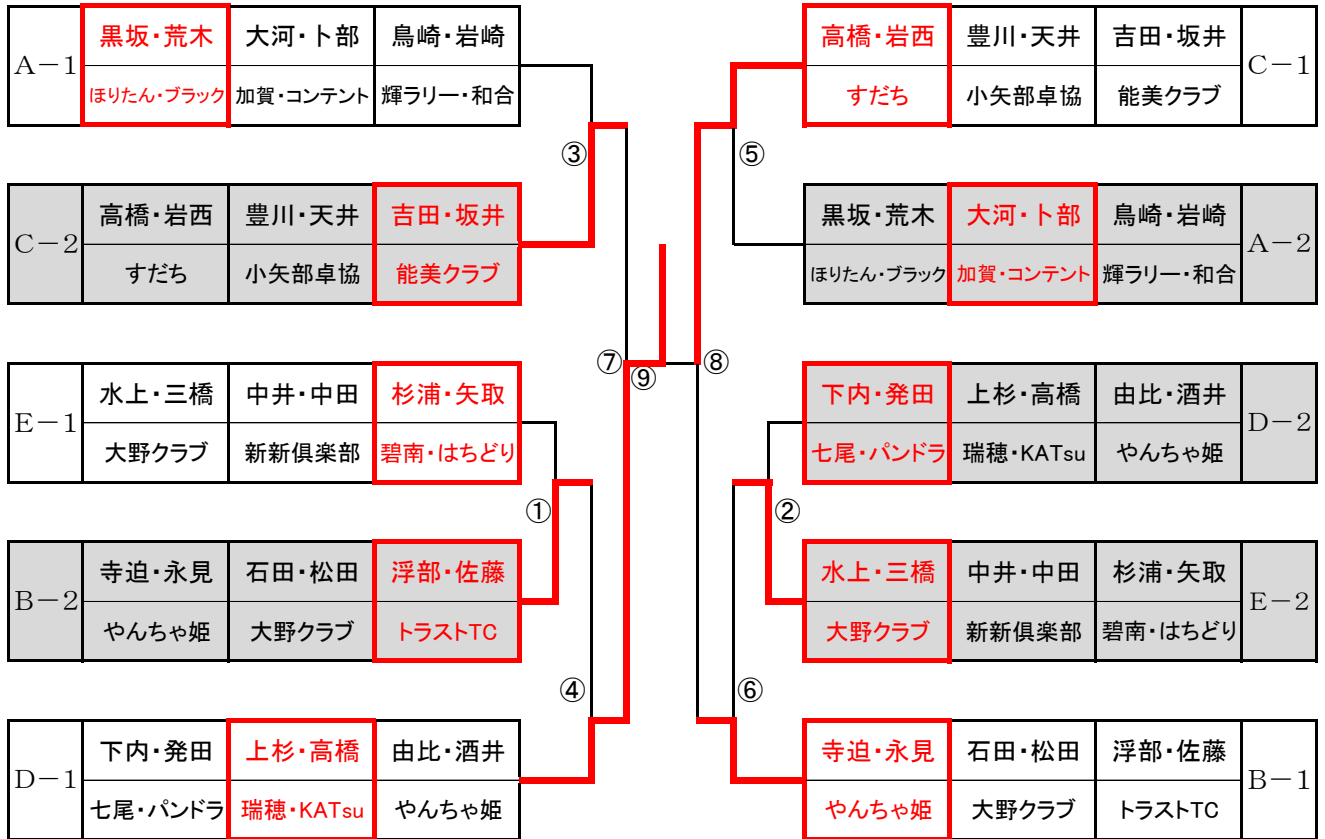 A-1 黒坂・荒木 大河・卜部 鳥崎・岩崎
ほりたん・ブラック 加賀・コンテント 輝ラリー・和合
③
C-2 高橋・岩西 豊川・天井 吉田・坂井
すだち 小矢部卓協 能美クラブ
⑦
⑨
E-1 水上・三橋 中井・中田 杉浦・矢取
大野クラブ 新新倶楽部 碧南・はちどり
①
B-2 寺迫・永見 石田・松田 浮部・佐藤
やんちゃ姫 大野クラブ トラストTC
④
D-1 下内・発田 上杉・高橋 由比・酒井
七尾・パンドラ 瑞穂・KATsu やんちゃ姫
高橋・岩西 豊川・天井 吉田・坂井 C-1
すだち 小矢部卓協 能美クラブ
⑤
黒坂・荒木 大河・卜部 鳥崎・岩崎 A-2
ほりたん・ブラック 加賀・コンテント 輝ラリー・和合
⑧
下内・発田 上杉・高橋 由比・酒井 D-2
七尾・パンドラ 瑞穂・KATsu やんちゃ姫
②
水上・三橋 中井・中田 杉浦・矢取 E-2
大野クラブ 新新倶楽部 碧南・はちどり
⑥
寺迫・永見 石田・松田 浮部・佐藤 B-1
やんちゃ姫 大野クラブ トラストTC